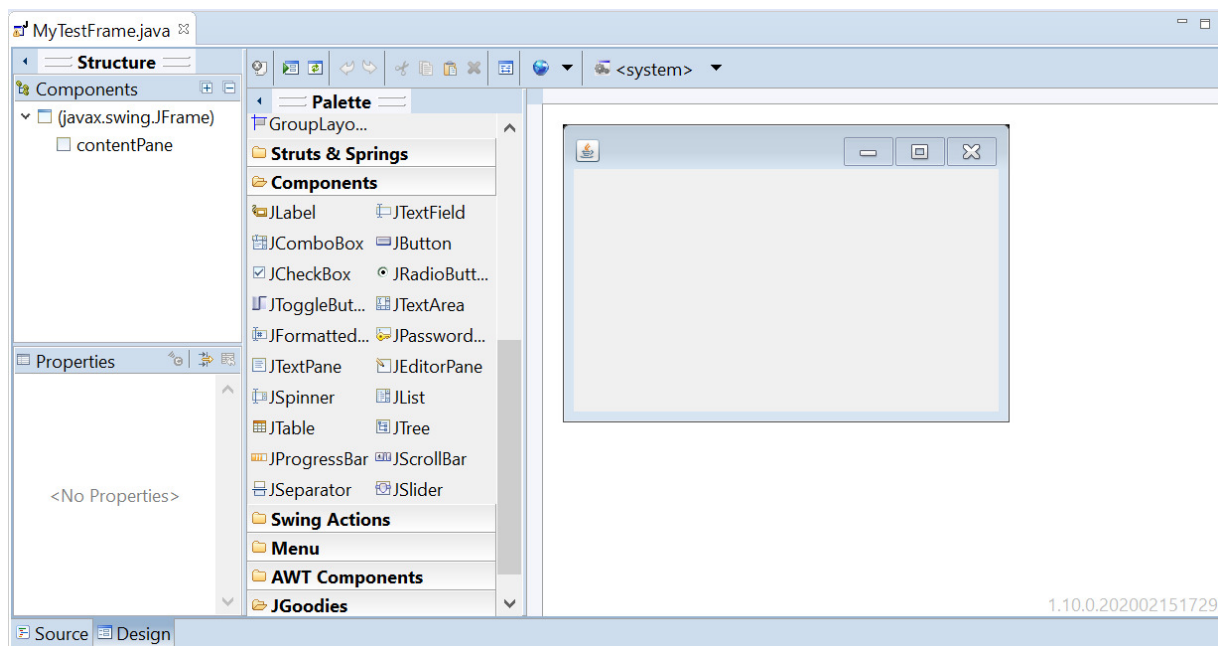 MyTestFrame.java
Structure
Components
(javax.swing.JFrame)
contentPane
Properties
<No Properties>
<system>
Palette
GroupLayo...
Struts & Springs
Components
JLabel JTextField
JComboBox JButton
JCheckBox JRadioButt...
JToggleBut... JTextArea
JFormatted... JPassword...
JTextPane JEditorPane
JSpinner JList
JTable JTree
JProgressBar JScrollBar
JSeparator JSlider
Swing Actions
Menu
AWT Components
JGoodies
1.10.0.202002151729
Source Design